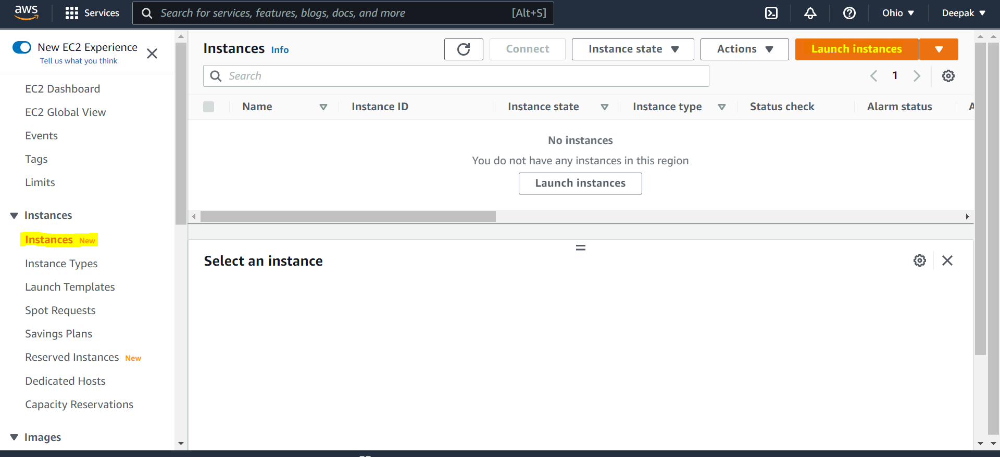 aws Services Search for services, features, blogs, docs, and more [Alt+S] Ohio Deepak
New EC2 Experience
Tell us what you think
EC2 Dashboard
EC2 Global View
Events
Tags
Limits
Instances
Instances New
Instance Types
Launch Templates
Spot Requests
Savings Plans
Reserved Instances New
Dedicated Hosts
Capacity Reservations
Images
Instances Info Connect Instance state Actions Launch instances
Search 1
Name Instance ID Instance state Instance type Status check Alarm status
No instances
You do not have any instances in this region
Launch instances
Select an instance